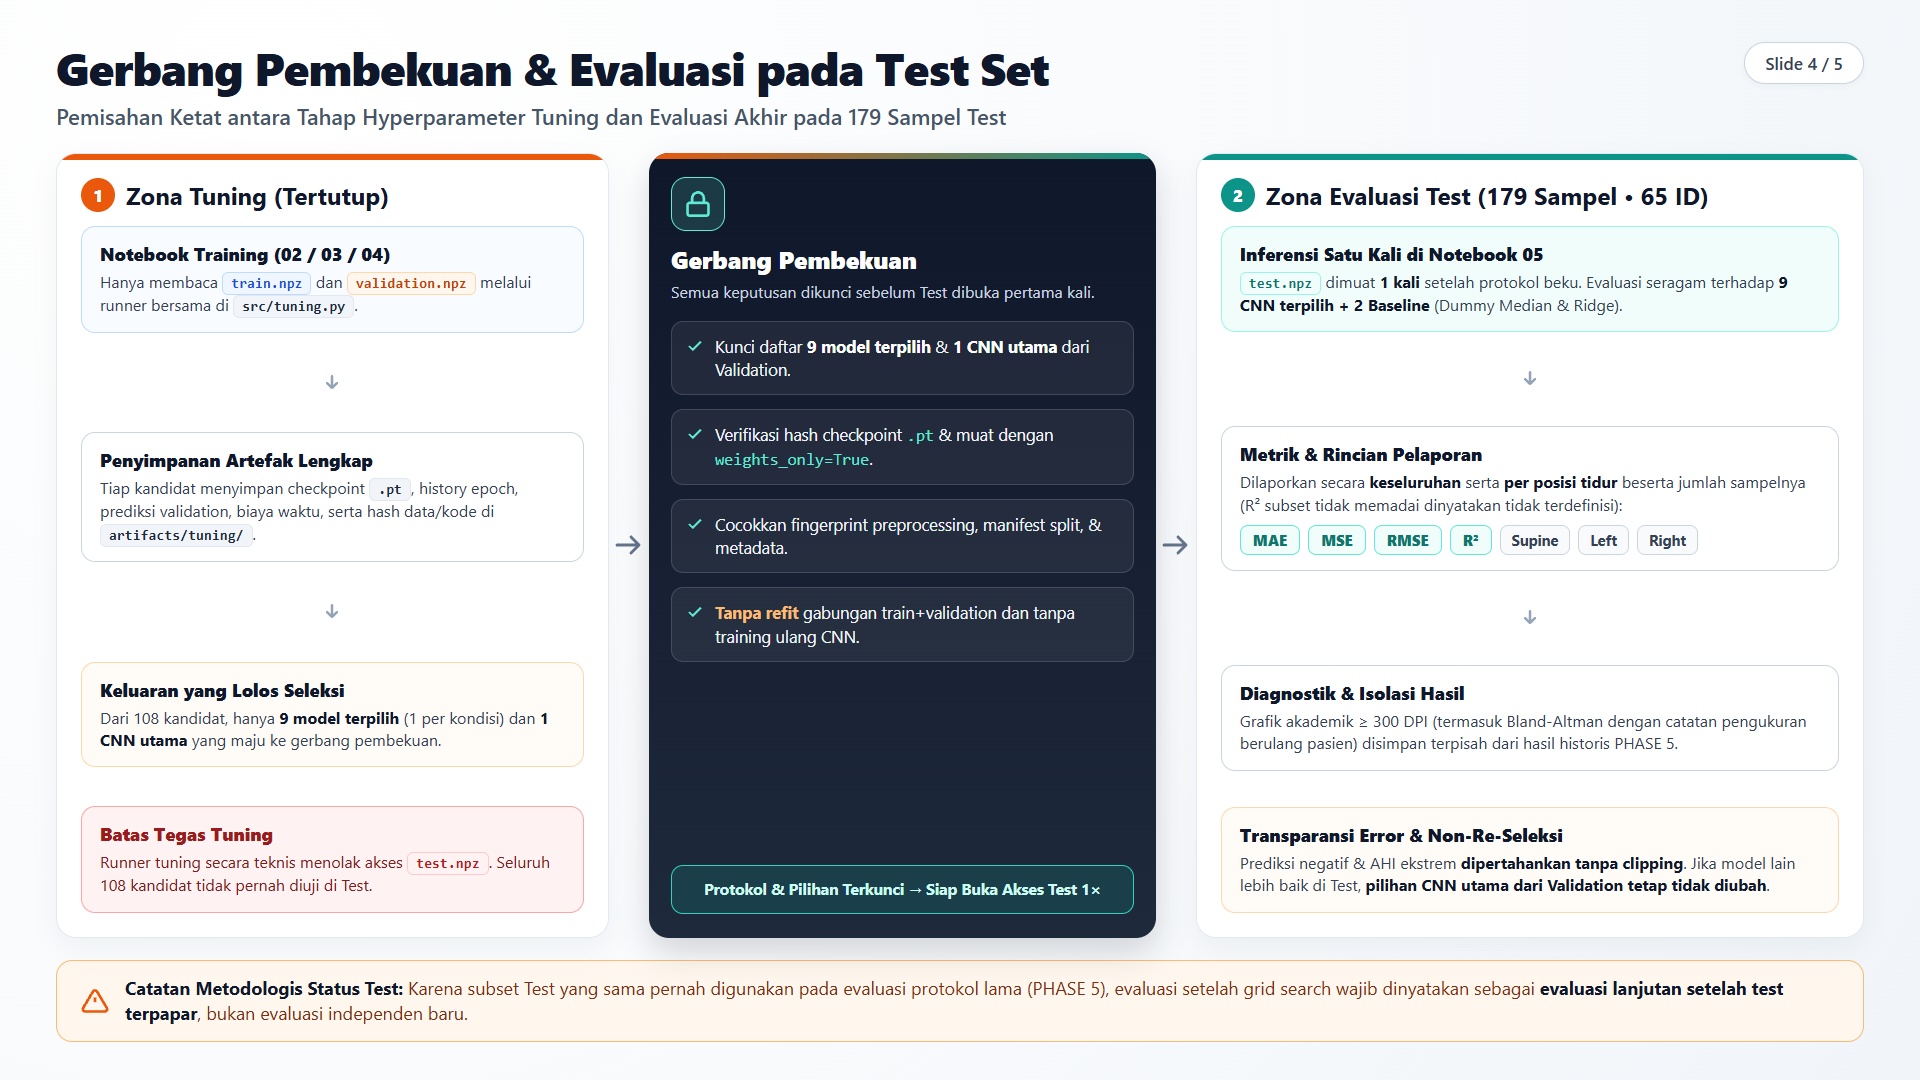 Gerbang Pembekuan & Evaluasi pada Test Set
Slide 4 / 5
Pemisahan Ketat antara Tahap Hyperparameter Tuning dan Evaluasi Akhir pada 179 Sampel Test
1 Zona Tuning (Tertutup)
Notebook Training (02 / 03 / 04)
Hanya membaca train.npz dan validation.npz melalui
runner bersama di src/tuning.py.
↓
Penyimpanan Artefak Lengkap
Tiap kandidat menyimpan checkpoint .pt, history epoch,
prediksi validation, biaya waktu, serta hash data/kode di
artifacts/tuning/.
↓
Keluaran yang Lolos Seleksi
Dari 108 kandidat, hanya 9 model terpilih (1 per kondisi) dan 1
CNN utama yang maju ke gerbang pembekuan.
Batas Tegas Tuning
Runner tuning secara teknis menolak akses test.npz. Seluruh
108 kandidat tidak pernah diuji di Test.
→
Gerbang Pembekuan
Semua keputusan dikunci sebelum Test dibuka pertama kali.
✓ Kunci daftar 9 model terpilih & 1 CNN utama dari
Validation.
✓ Verifikasi hash checkpoint .pt & muat dengan
weights_only=True.
✓ Cocokkan fingerprint preprocessing, manifest split, &
metadata.
✓ Tanpa refit gabungan train+validation dan tanpa
training ulang CNN.
Protokol & Pilihan Terkunci → Siap Buka Akses Test 1×
→
2 Zona Evaluasi Test (179 Sampel • 65 ID)
Inferensi Satu Kali di Notebook 05
test.npz dimuat 1 kali setelah protokol beku. Evaluasi seragam terhadap 9
CNN terpilih + 2 Baseline (Dummy Median & Ridge).
↓
Metrik & Rincian Pelaporan
Dilaporkan secara keseluruhan serta per posisi tidur beserta jumlah sampelnya
(R² subset tidak memadai dinyatakan tidak terdefinisi):
MAE MSE RMSE R² Supine Left Right
↓
Diagnostik & Isolasi Hasil
Grafik akademik ≥ 300 DPI (termasuk Bland-Altman dengan catatan pengukuran
berulang pasien) disimpan terpisah dari hasil historis PHASE 5.
Transparansi Error & Non-Re-Seleksi
Prediksi negatif & AHI ekstrem dipertahankan tanpa clipping. Jika model lain
lebih baik di Test, pilihan CNN utama dari Validation tetap tidak diubah.
Catatan Metodologis Status Test: Karena subset Test yang sama pernah digunakan pada evaluasi protokol lama (PHASE 5), evaluasi setelah grid search wajib dinyatakan sebagai evaluasi lanjutan setelah test
terpapar, bukan evaluasi independen baru.